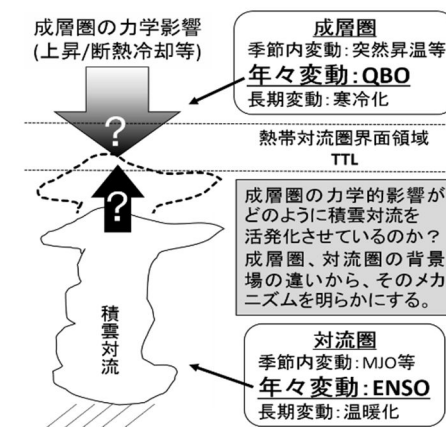 成層圏の力学影響
(上昇/断熱冷却等)
成層圏
季節内変動:突然昇温等
年々変動:QBO
長期変動:寒冷化
?
熱帯対流圏界面領域
TTL
?
成層圏の力学的影響が
どのように積雲対流を
活発化させているのか?
成層圏、対流圏の背景
場の違いから、そのメカ
ニズムを明らかにする。
積雲対流
対流圏
季節内変動:MJO等
年々変動:ENSO
長期変動:温暖化